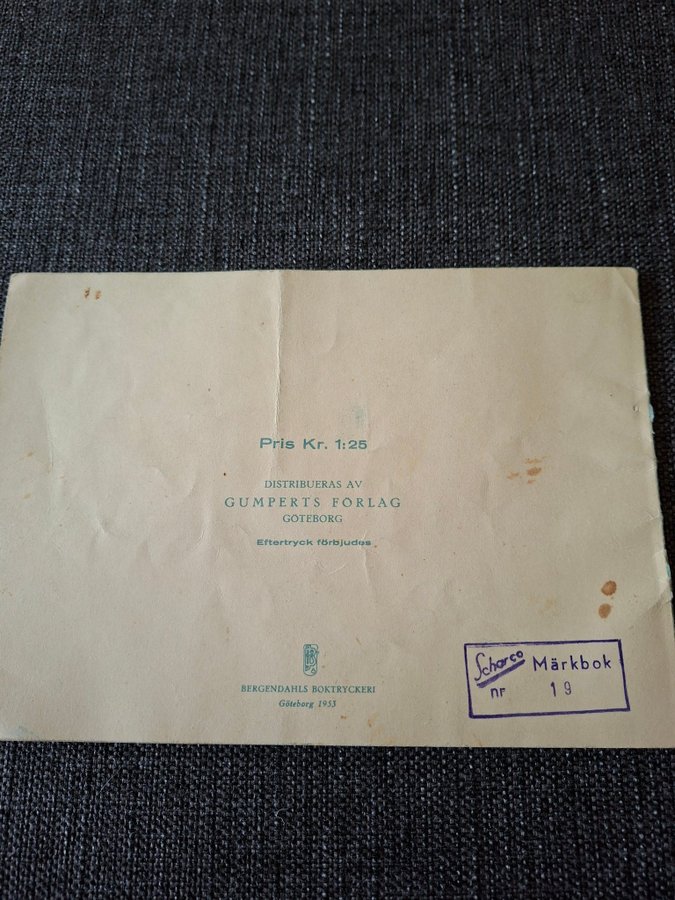 Pris Kr. 1:25
DISTRIBUERAS AV
GUMPERTS FÖRLAG
GÖTEBORG
Eftertryck förbjudes
BERGENDAHLS BOKTRYCKERI
Göteborg 1953
Scharco Märkbok
nr 19